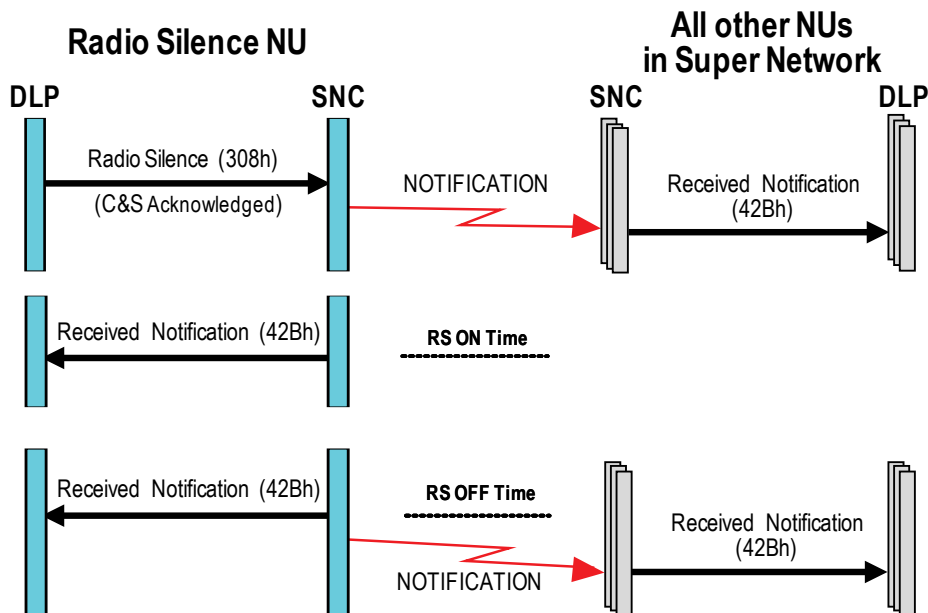 Radio Silence NU
All other NUs
in Super Network
DLP
SNC
SNC
DLP
Radio Silence (308h)
(C&S Acknowledged)
NOTIFICATION
Received Notification
(42Bh)
Received Notification (42Bh)
RS ON Time
Received Notification (42Bh)
RS OFF Time
NOTIFICATION
Received Notification
(42Bh)